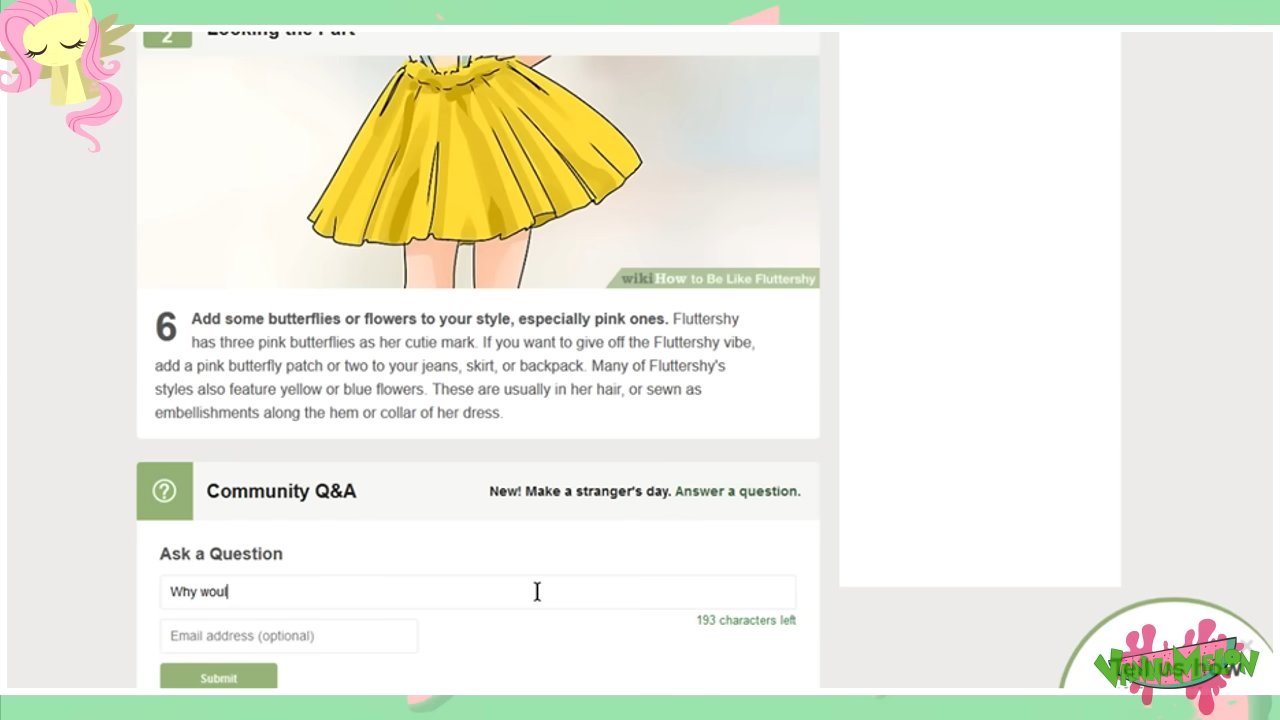 2 Looking the Part
wikiHow to Be Like Fluttershy
6 Add some butterflies or flowers to your style, especially pink ones. Fluttershy
has three pink butterflies as her cutie mark. If you want to give off the Fluttershy vibe,
add a pink butterfly patch or two to your jeans, skirt, or backpack. Many of Fluttershy's
styles also feature yellow or blue flowers. These are usually in her hair, or sewn as
embellishments along the hem or collar of her dress.
Community Q&A
New! Make a stranger's day. Answer a question.
Ask a Question
Why woul
193 characters left
Email address (optional)
Submit
Tell us how